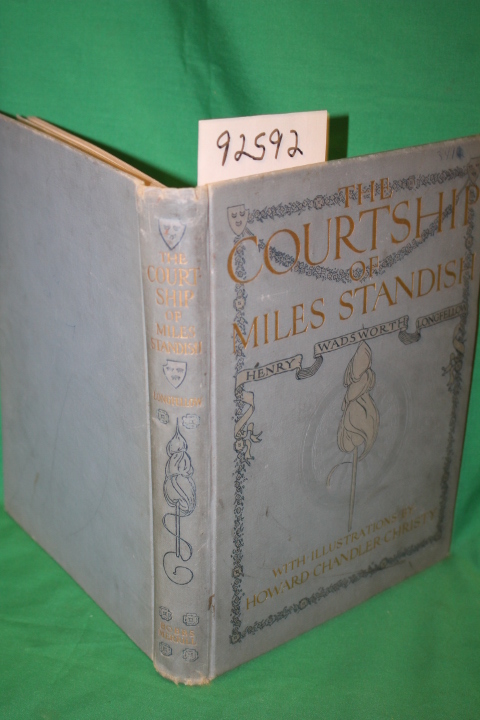 92592
THE
COURTSHIP
OF
MILES STANDISH
HENRY WADSWORTH LONGFELLOW
WITH ILLUSTRATIONS BY
HOWARD CHANDLER CHRISTY
THE
COURT
SHIP
OF
MILES
STANDISH
LONGFELLOW